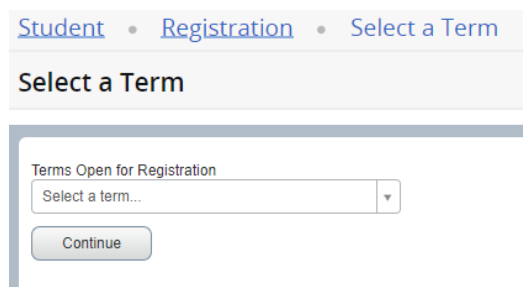 Student • Registration • Select a Term
Select a Term
Terms Open for Registration
Select a term...
Continue